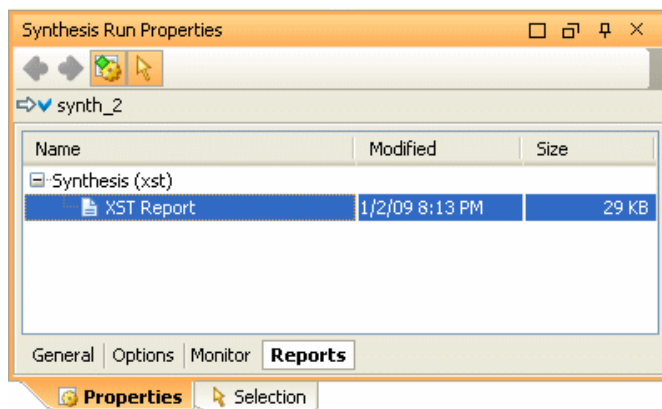 Synthesis Run Properties
synth_2
Name Modified Size
Synthesis (xst)
XST Report 1/2/09 8:13 PM 29 KB
General Options Monitor Reports
Properties Selection